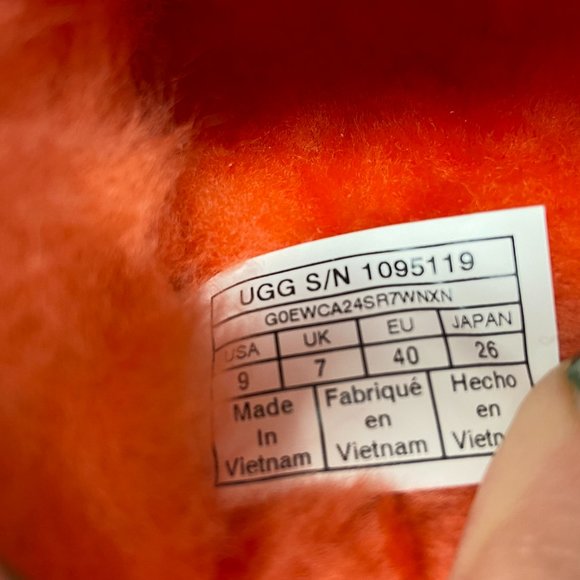 UGG S/N 1095119
G0EWCA24SR7WNXN
USA UK EU JAPAN
9 7 40 26
Made In Vietnam
Fabriqué en Vietnam
Hecho en